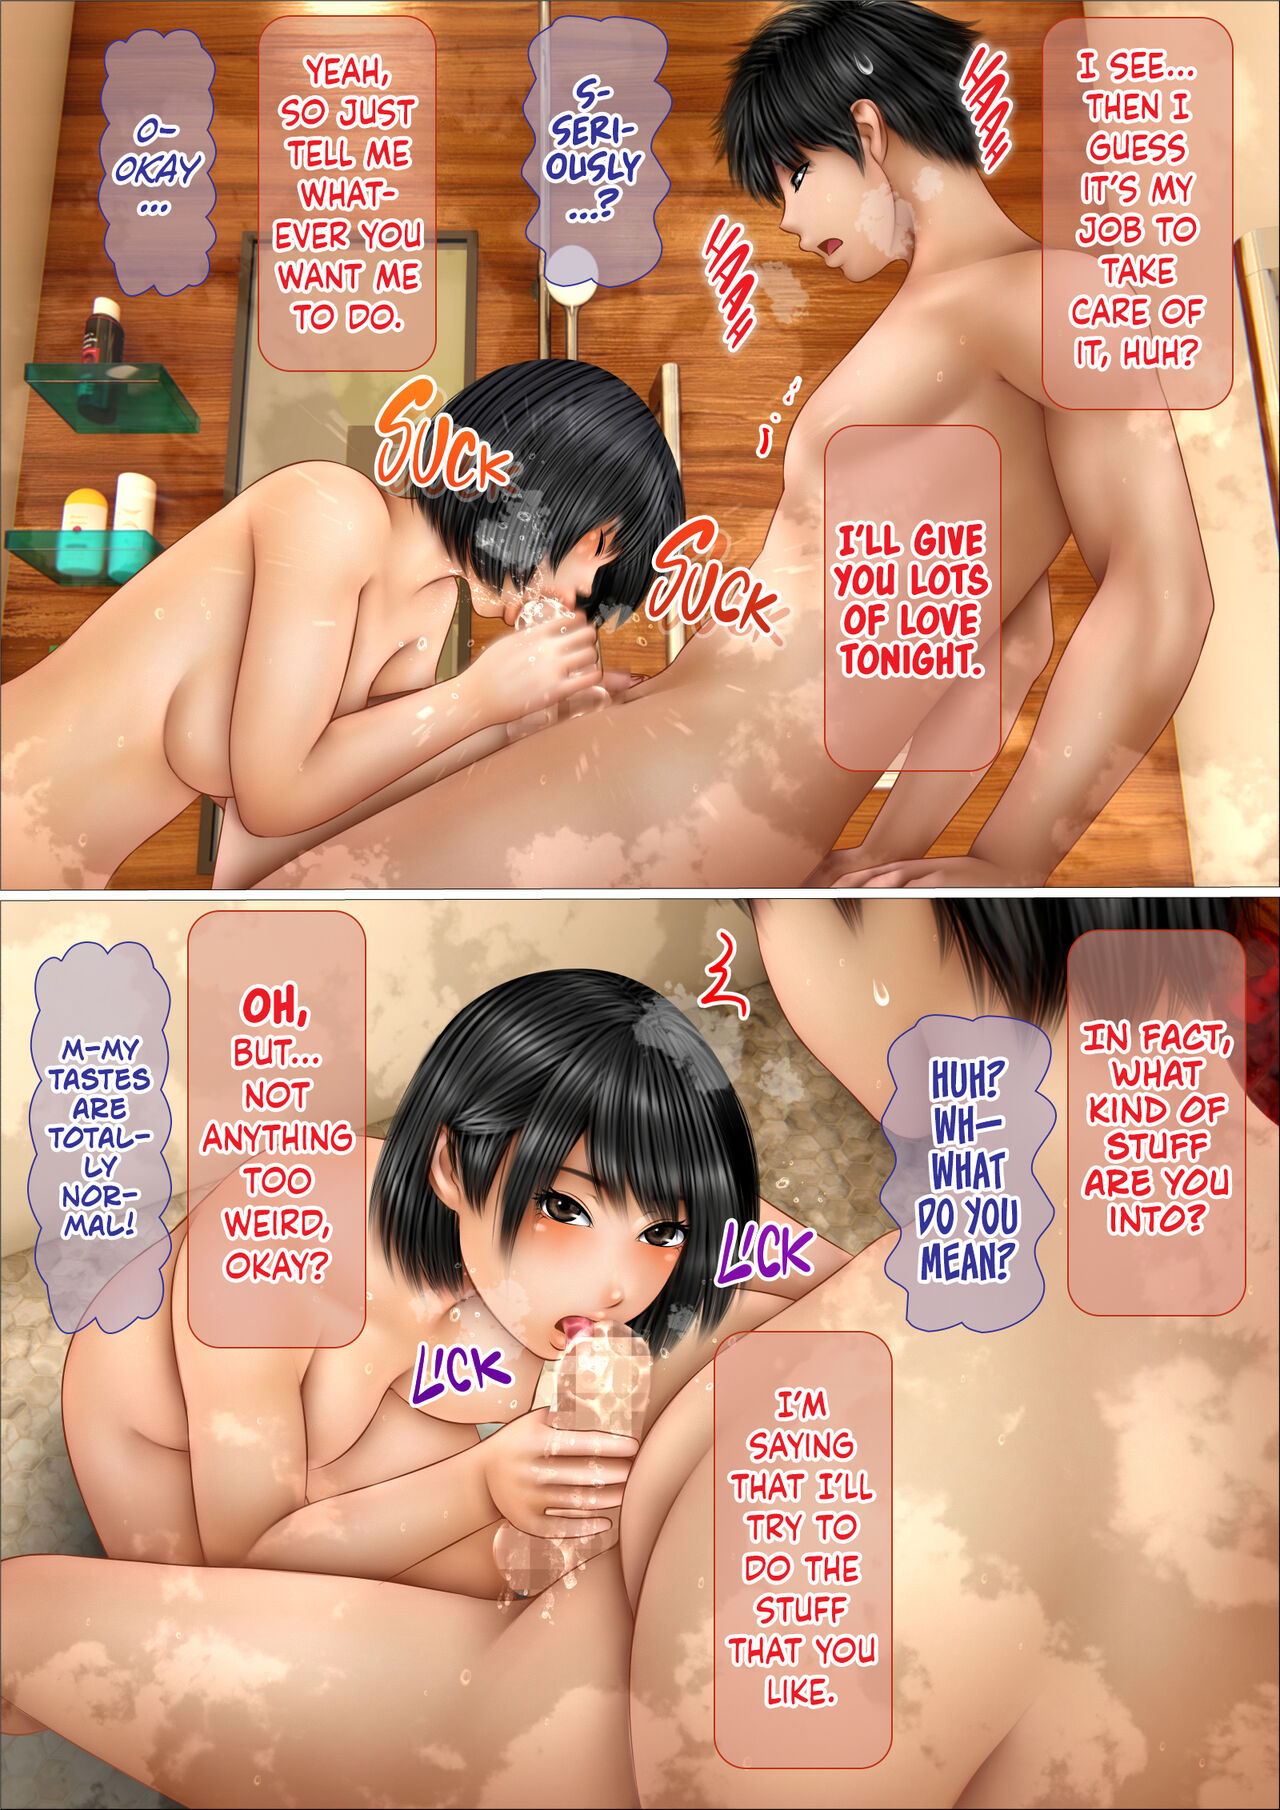 I SEE...
THEN I
GUESS
IT'S MY
JOB TO
TAKE
CARE OF
IT, HUH?
HAAH
HAAH
S-
SERI-
OUSLY
...?
YEAH,
SO JUST
TELL ME
WHAT-
EVER YOU
WANT ME
TO DO.
O-
OKAY
...
SUCK
SUCK
I'LL GIVE
YOU LOTS
OF LOVE
TONIGHT.
IN FACT,
WHAT
KIND OF
STUFF
ARE YOU
INTO?
HUH?
WH—
WHAT
DO YOU
MEAN?
LICK
LICK
I'M
SAYING
THAT I'LL
TRY TO
DO THE
STUFF
THAT YOU
LIKE.
OH,
BUT...
NOT
ANYTHING
TOO
WEIRD,
OKAY?
M-MY
TASTES
ARE
TOTAL-
LY
NOR-
MAL!